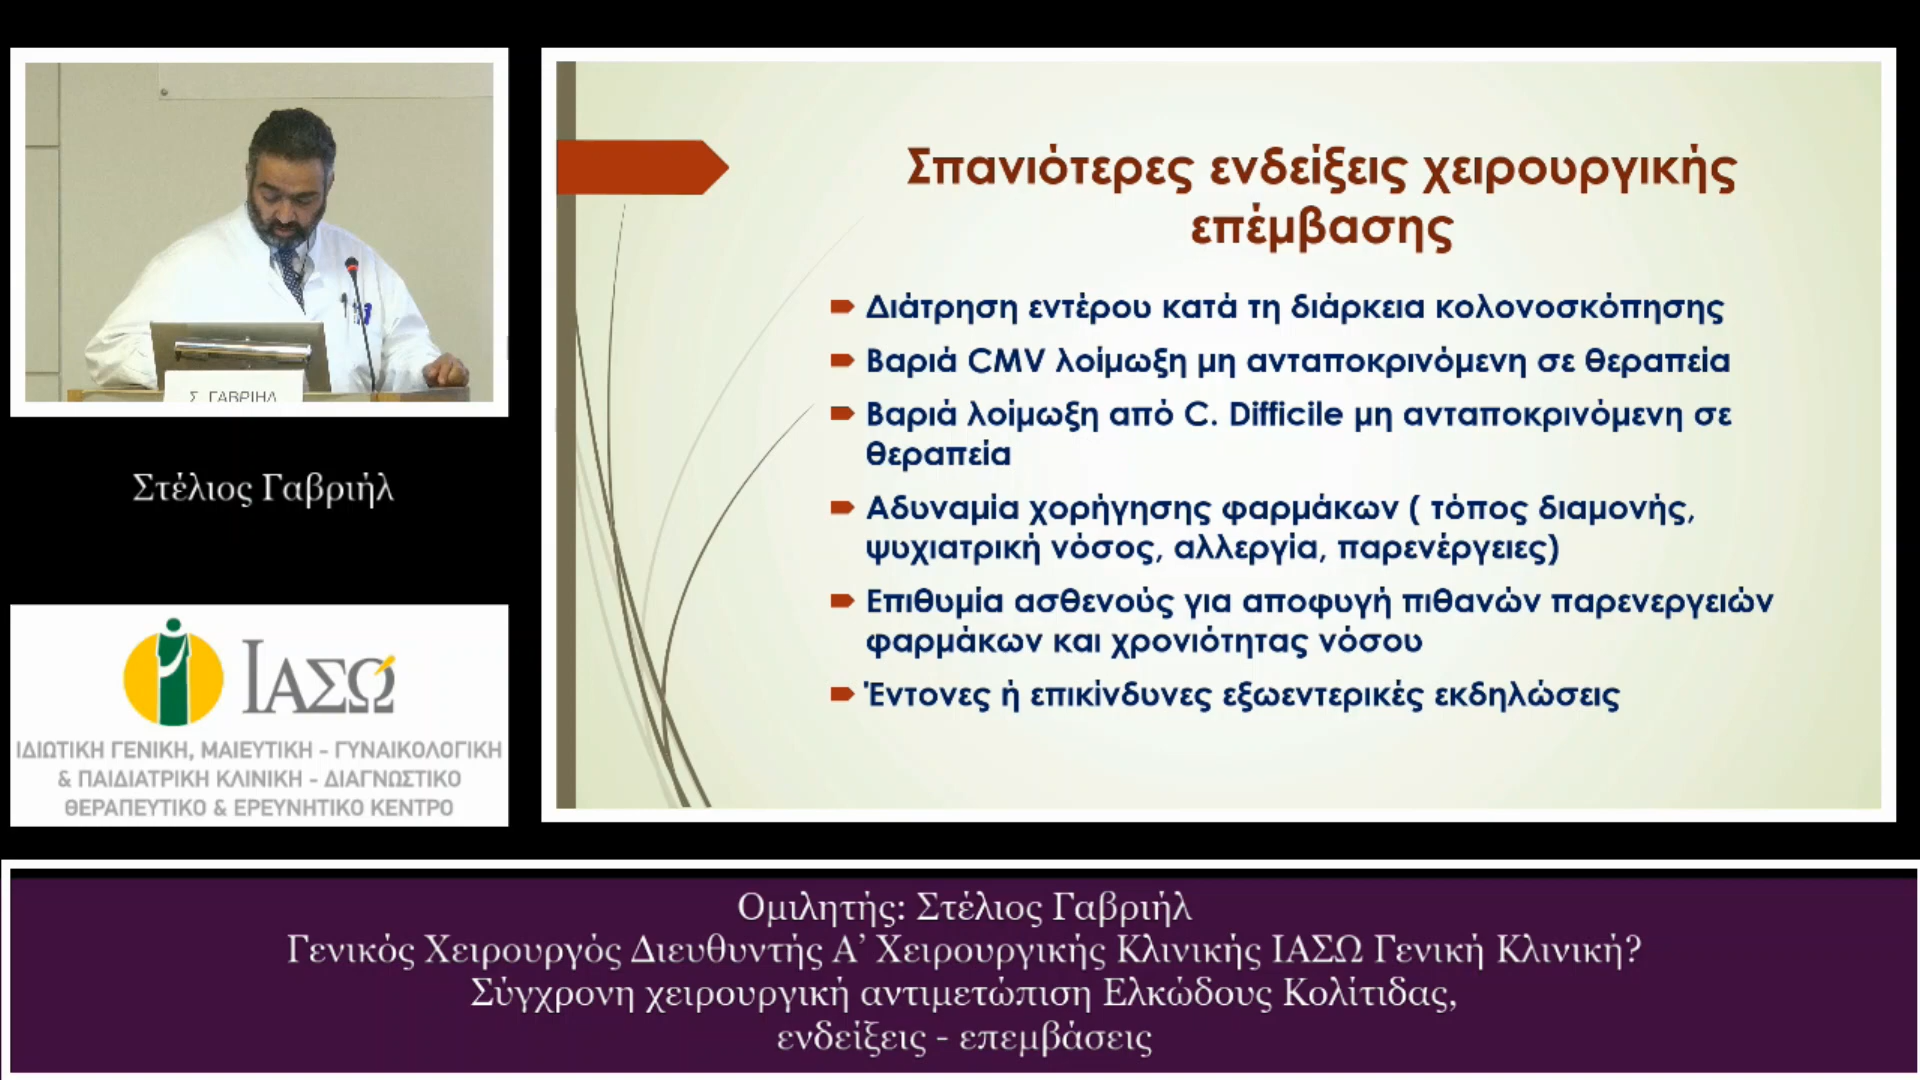 Σ. ΓΑΒΡΙΗΛ
Στέλιος Γαβριήλ
ΙΑΣΩ
ΙΔΙΩΤΙΚΗ ΓΕΝΙΚΗ, ΜΑΙΕΥΤΙΚΗ - ΓΥΝΑΙΚΟΛΟΓΙΚΗ
& ΠΑΙΔΙΑΤΡΙΚΗ ΚΛΙΝΙΚΗ - ΔΙΑΓΝΩΣΤΙΚΟ
ΘΕΡΑΠΕΥΤΙΚΟ & ΕΡΕΥΝΗΤΙΚΟ ΚΕΝΤΡΟ
Σπανιότερες ενδείξεις χειρουργικής
επέμβασης
Διάτρηση εντέρου κατά τη διάρκεια κολονοσκόπησης
Βαριά CMV λοίμωξη μη ανταποκρινόμενη σε θεραπεία
Βαριά λοίμωξη από C. Difficile μη ανταποκρινόμενη σε
θεραπεία
Αδυναμία χορήγησης φαρμάκων ( τόπος διαμονής,
ψυχιατρική νόσος, αλλεργία, παρενέργειες)
Επιθυμία ασθενούς για αποφυγή πιθανών παρενεργειών
φαρμάκων και χρονιότητας νόσου
Έντονες ή επικίνδυνες εξωεντερικές εκδηλώσεις
Ομιλητής: Στέλιος Γαβριήλ
Γενικός Χειρουργός Διευθυντής Α’ Χειρουργικής Κλινικής ΙΑΣΩ Γενική Κλινική?
Σύγχρονη χειρουργική αντιμετώπιση Ελκώδους Κολίτιδας,
ενδείξεις - επεμβάσεις